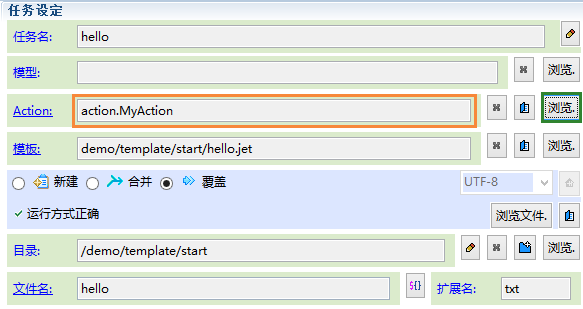 任务设定
任务名: hello
模型: 浏览.
Action: action.MyAction 浏览.
模板: demo/template/start/hello.jet 浏览.
新建 合并 覆盖 UTF-8
运行方式正确 浏览文件.
目录: /demo/template/start 浏览.
文件名: hello ${} 扩展名: txt